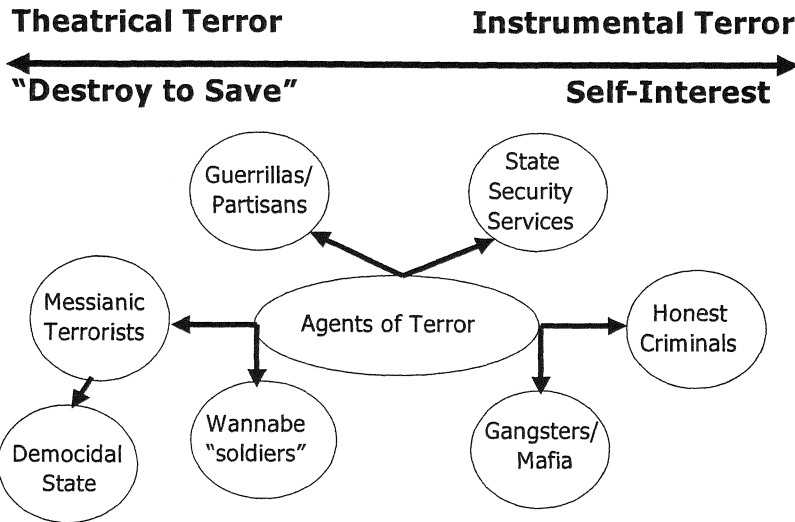 Theatrical Terror
Instrumental Terror
"Destroy to Save"
Self-Interest
Guerrillas/
Partisans
State
Security
Services
Messianic
Terrorists
Agents of Terror
Honest
Criminals
Democidal
State
Wannabe
"soldiers"
Gangsters/
Mafia